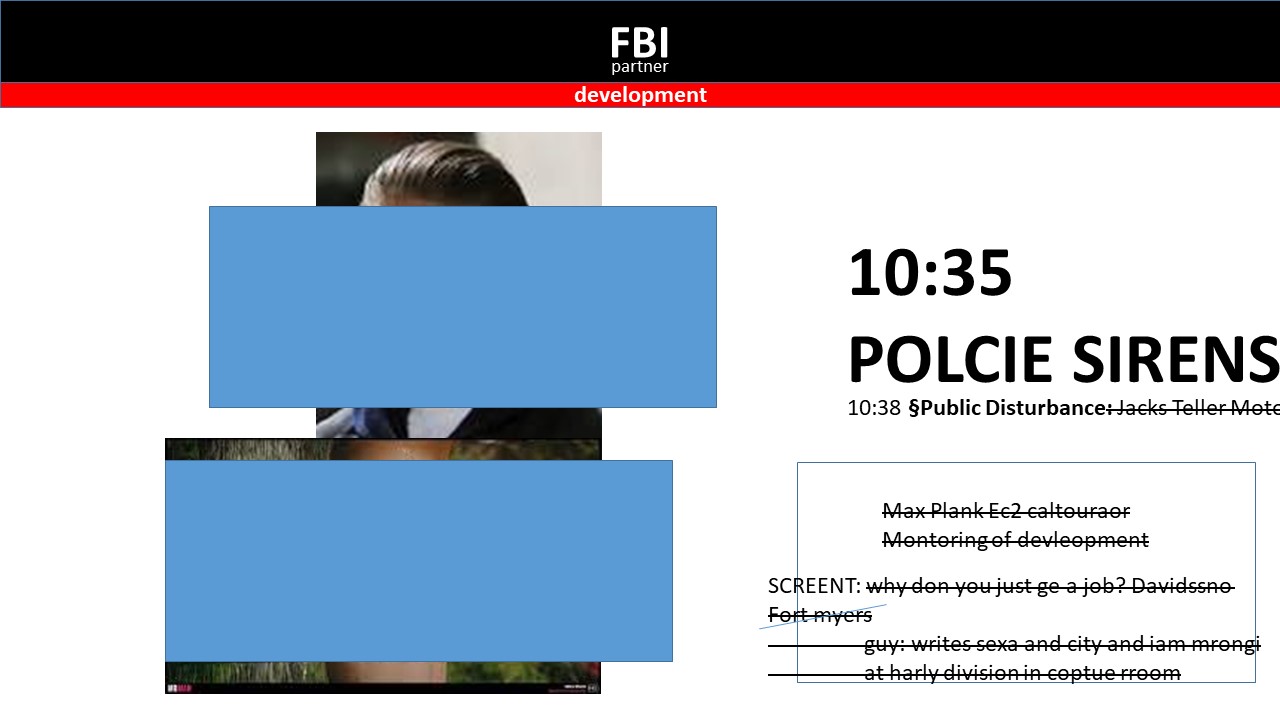 FBI
partner
development
10:35
POLCIE SIRENS
10:38 §Public Disturbance: Jacks Teller Moto
Max Plank Ec2 caltouraor
Montoring of devleopment
SCREENT: why don you just ge a job? Davidssno
Fort myers
guy: writes sexa and city and iam mrongi
at harly division in coptue rroom